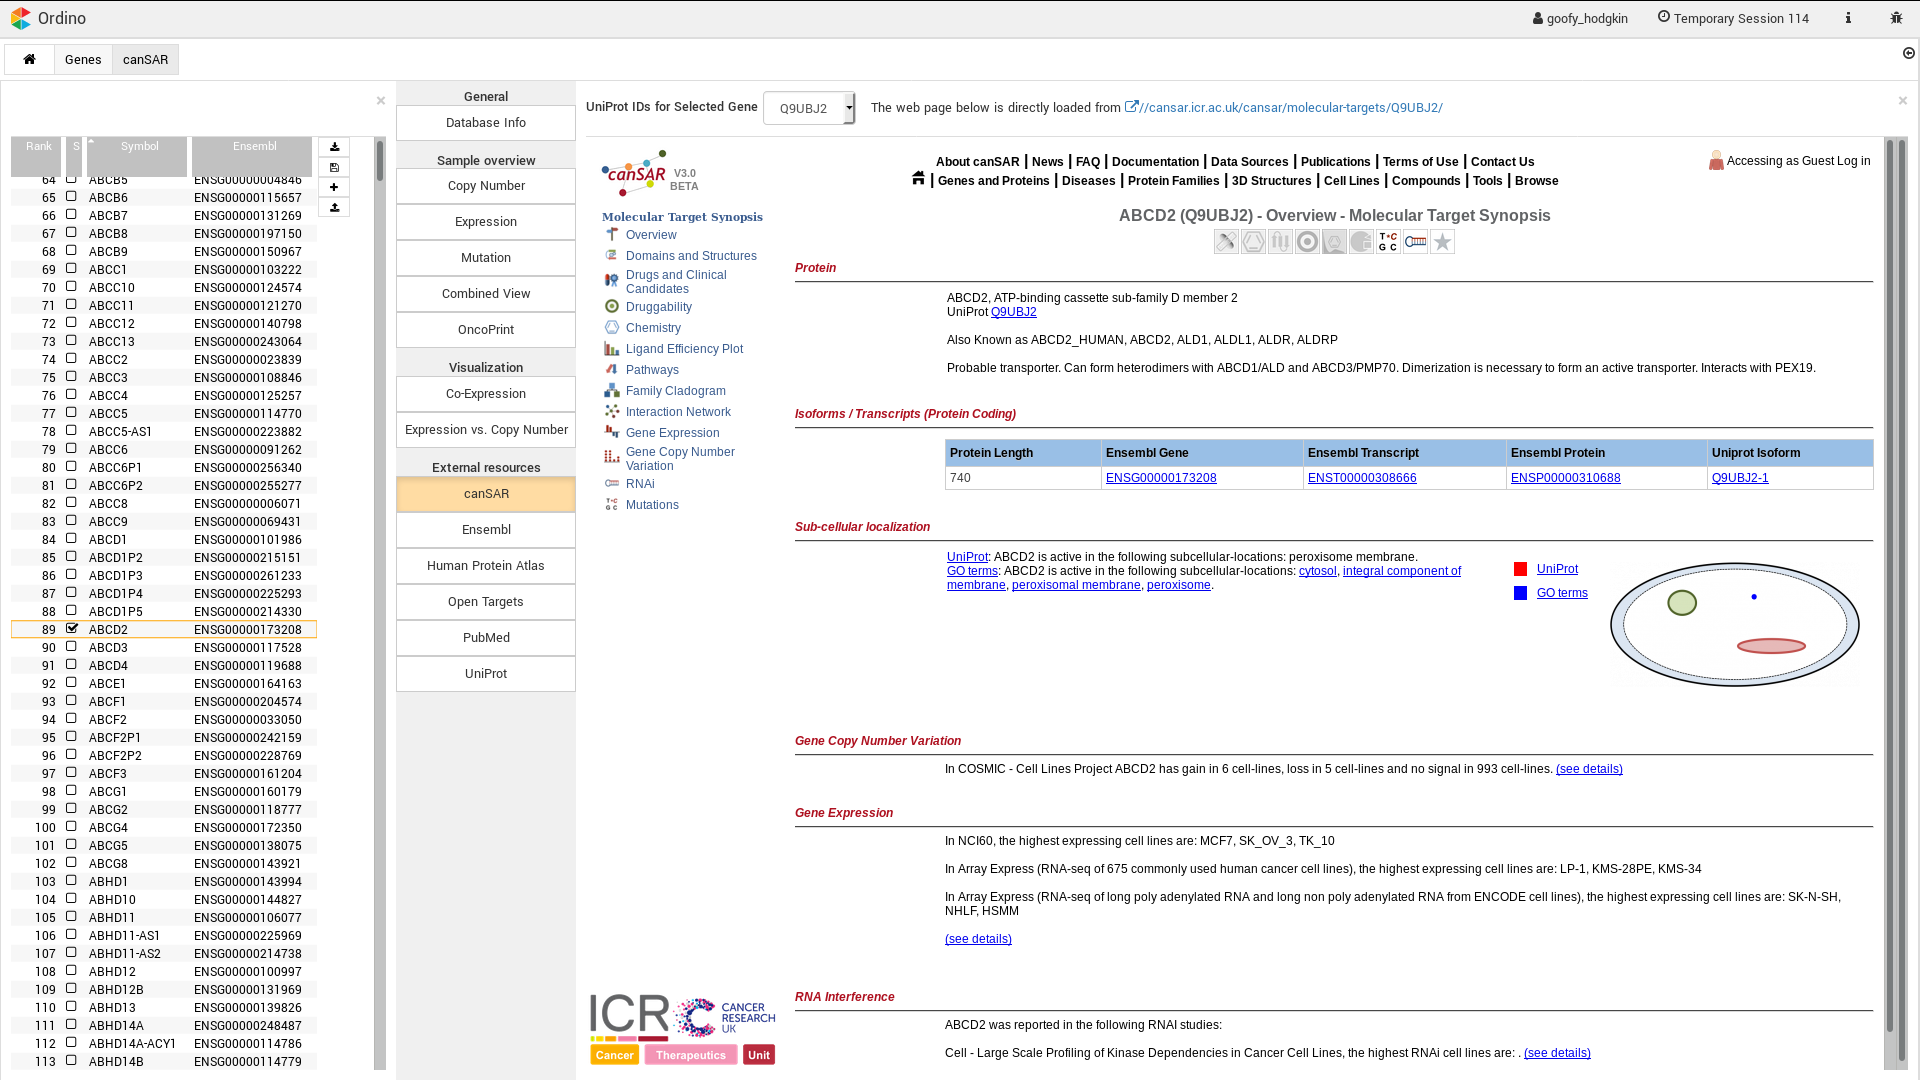 Ordino
goofy_hodgkin
Temporary Session 114
Genes
canSAR
Rank S Symbol Ensembl
64 ABCB5 ENSG00000004846
65 ABCB6 ENSG00000115657
66 ABCB7 ENSG00000131269
67 ABCB8 ENSG00000197150
68 ABCB9 ENSG00000150967
69 ABCC1 ENSG00000103222
70 ABCC10 ENSG00000124574
71 ABCC11 ENSG00000121270
72 ABCC12 ENSG00000140798
73 ABCC13 ENSG00000243064
74 ABCC2 ENSG00000023839
75 ABCC3 ENSG00000108846
76 ABCC4 ENSG00000125257
77 ABCC5 ENSG00000114770
78 ABCC5-AS1 ENSG00000223882
79 ABCC6 ENSG00000091262
80 ABCC6P1 ENSG00000256340
81 ABCC6P2 ENSG00000255277
82 ABCC8 ENSG00000006071
83 ABCC9 ENSG00000069431
84 ABCD1 ENSG00000101986
85 ABCD1P2 ENSG00000215151
86 ABCD1P3 ENSG00000261233
87 ABCD1P4 ENSG00000225293
88 ABCD1P5 ENSG00000214330
89 ABCD2 ENSG00000173208
90 ABCD3 ENSG00000117528
91 ABCD4 ENSG00000119688
92 ABCE1 ENSG00000164163
93 ABCF1 ENSG00000204574
94 ABCF2 ENSG00000033050
95 ABCF2P1 ENSG00000242159
96 ABCF2P2 ENSG00000228769
97 ABCF3 ENSG00000161204
98 ABCG1 ENSG00000160179
99 ABCG2 ENSG00000118777
100 ABCG4 ENSG00000172350
101 ABCG5 ENSG00000138075
102 ABCG8 ENSG00000143921
103 ABHD1 ENSG00000143994
104 ABHD10 ENSG00000144827
105 ABHD11 ENSG00000106077
106 ABHD11-AS1 ENSG00000225969
107 ABHD11-AS2 ENSG00000214738
108 ABHD12 ENSG00000100997
109 ABHD12B ENSG00000131969
110 ABHD13 ENSG00000139826
111 ABHD14A ENSG00000248487
112 ABHD14A-ACY1 ENSG00000114786
113 ABHD14B ENSG00000114779
General
Database Info
Sample overview
Copy Number
Expression
Mutation
Combined View
OncoPrint
Visualization
Co-Expression
Expression vs. Copy Number
External resources
canSAR
Ensembl
Human Protein Atlas
Open Targets
PubMed
UniProt
UniProt IDs for Selected Gene Q9UBJ2 The web page below is directly loaded from //cansar.icr.ac.uk/cansar/molecular-targets/Q9UBJ2/
canSAR V3.0 BETA
About canSAR | News | FAQ | Documentation | Data Sources | Publications | Terms of Use | Contact Us
| Genes and Proteins | Diseases | Protein Families | 3D Structures | Cell Lines | Compounds | Tools | Browse
Accessing as Guest Log in
Molecular Target Synopsis
Overview
Domains and Structures
Drugs and Clinical
Candidates
Druggability
Chemistry
Ligand Efficiency Plot
Pathways
Family Cladogram
Interaction Network
Gene Expression
Gene Copy Number
Variation
RNAi
Mutations
ABCD2 (Q9UBJ2) - Overview - Molecular Target Synopsis
T C
G C
Protein
ABCD2, ATP-binding cassette sub-family D member 2
UniProt Q9UBJ2
Also Known as ABCD2_HUMAN, ABCD2, ALD1, ALDL1, ALDR, ALDRP
Probable transporter. Can form heterodimers with ABCD1/ALD and ABCD3/PMP70. Dimerization is necessary to form an active transporter. Interacts with PEX19.
Isoforms / Transcripts (Protein Coding)
Protein Length Ensembl Gene Ensembl Transcript Ensembl Protein Uniprot Isoform
740 ENSG00000173208 ENST00000308666 ENSP00000310688 Q9UBJ2-1
Sub-cellular localization
UniProt: ABCD2 is active in the following subcellular-locations: peroxisome membrane.
GO terms: ABCD2 is active in the following subcellular-locations: cytosol, integral component of
membrane, peroxisomal membrane, peroxisome.
UniProt
GO terms
Gene Copy Number Variation
In COSMIC - Cell Lines Project ABCD2 has gain in 6 cell-lines, loss in 5 cell-lines and no signal in 993 cell-lines. (see details)
Gene Expression
In NCI60, the highest expressing cell lines are: MCF7, SK_OV_3, TK_10
In Array Express (RNA-seq of 675 commonly used human cancer cell lines), the highest expressing cell lines are: LP-1, KMS-28PE, KMS-34
In Array Express (RNA-seq of long poly adenylated RNA and long non poly adenylated RNA from ENCODE cell lines), the highest expressing cell lines are: SK-N-SH,
NHLF, HSMM
(see details)
RNA Interference
ABCD2 was reported in the following RNAI studies:
Cell - Large Scale Profiling of Kinase Dependencies in Cancer Cell Lines, the highest RNAi cell lines are: . (see details)
ICR
CANCER
RESEARCH
UK
Cancer Therapeutics Unit